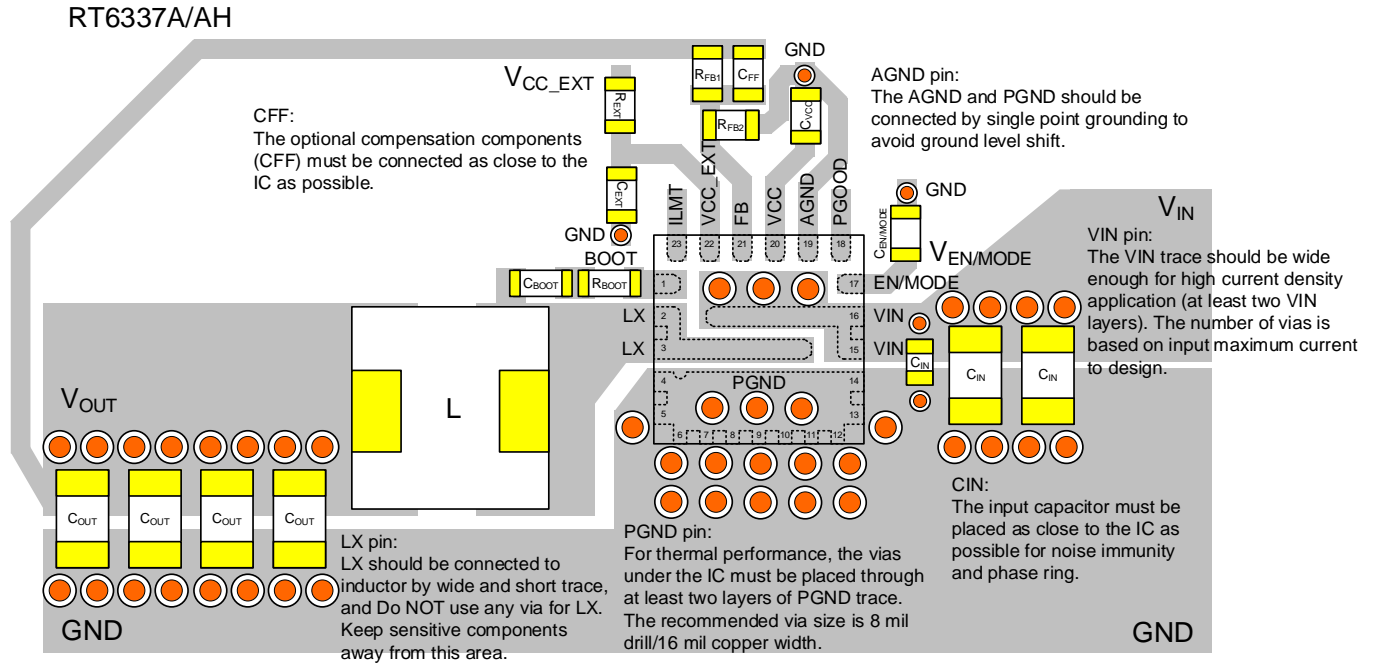 RT6337A/AH
GND
VCC_EXT
REXT
RFB1
CFF
RFB2
CVCC
AGND pin:
The AGND and PGND should be
connected by single point grounding to
avoid ground level shift.
CFF:
The optional compensation components
(CFF) must be connected as close to the
IC as possible.
CEXT
GND
BOOT
CBOOT
RBOOT
ILMT
VCC_EXT
FB
VCC
AGND
PGOOD
23
22
21
20
19
18
GND
CEN/MODE
VEN/MODE
EN/MODE
VIN
VIN pin:
The VIN trace should be wide
enough for high current density
application (at least two VIN
layers). The number of vias is
based on input maximum current
to design.
1
17
LX
2
16
VIN
LX
3
15
VIN
CIN
CIN
CIN
4
14
PGND
5
13
6
7
8
9
10
11
12
L
VOUT
COUT
COUT
COUT
COUT
GND
LX pin:
LX should be connected to
inductor by wide and short trace,
and Do NOT use any via for LX.
Keep sensitive components
away from this area.
PGND pin:
For thermal performance, the vias
under the IC must be placed through
at least two layers of PGND trace.
The recommended via size is 8 mil
drill/16 mil copper width.
CIN:
The input capacitor must be
placed as close to the IC as
possible for noise immunity
and phase ring.
GND